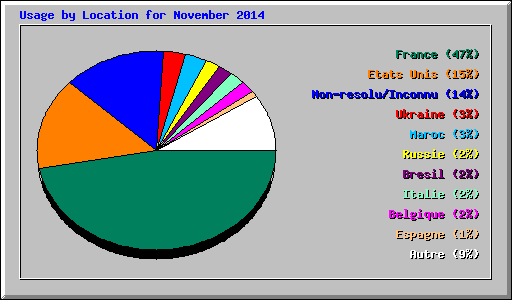 Usage by Location for November 2014
France (47%)
Etats Unis (15%)
Non-resolu/Inconnu (14%)
Ukraine (3%)
Maroc (3%)
Russie (2%)
Bresil (2%)
Italie (2%)
Belgique (2%)
Espagne (1%)
Autre (9%)